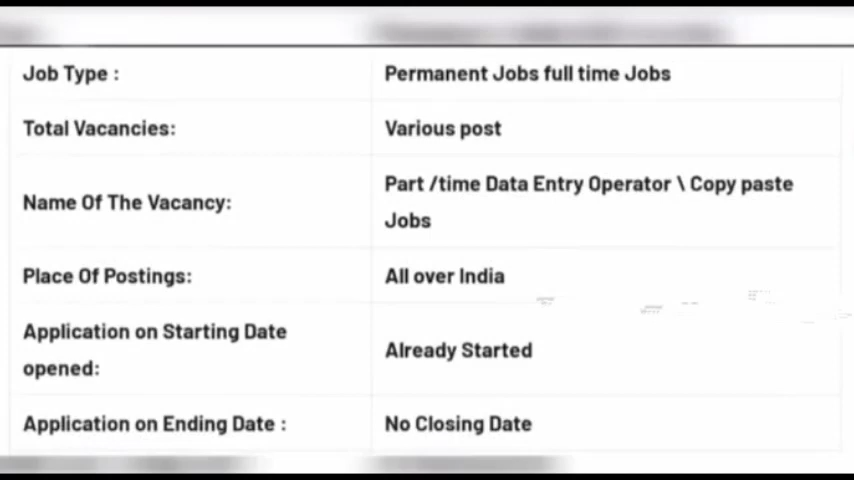 Job Type : Permanent Jobs full time Jobs
Total Vacancies: Various post
Name Of The Vacancy: Part /time Data Entry Operator \ Copy paste
Jobs
Place Of Postings: All over India
Application on Starting Date
opened: Already Started
Application on Ending Date : No Closing Date